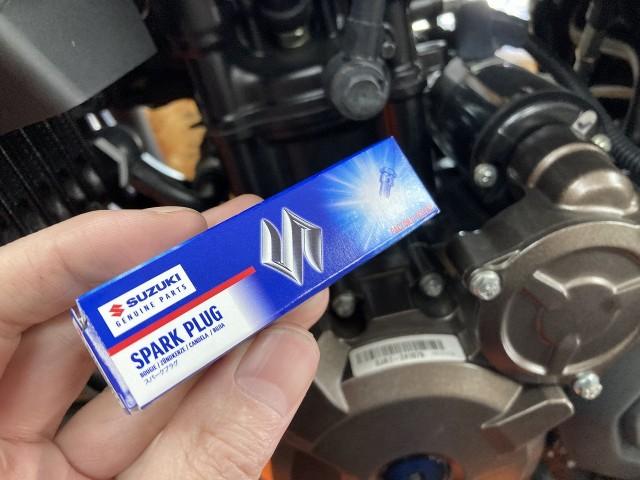 SUZUKI
GENUINE PARTS
SPARK PLUG
BOUGIE / ZÜNDKERZE / CANDELA / BUJIA
スパークプラグ